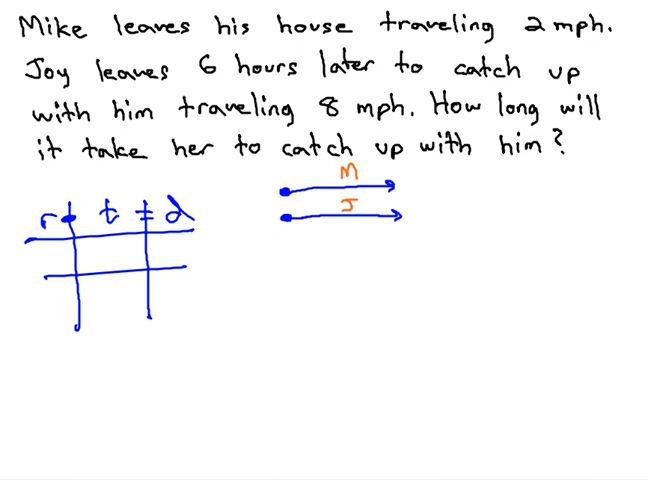 Mike leaves his house traveling 2 mph.
Joy leaves 6 hours later to catch up
with him traveling 8 mph. How long will
it take her to catch up with him?
M
J
r • t = d